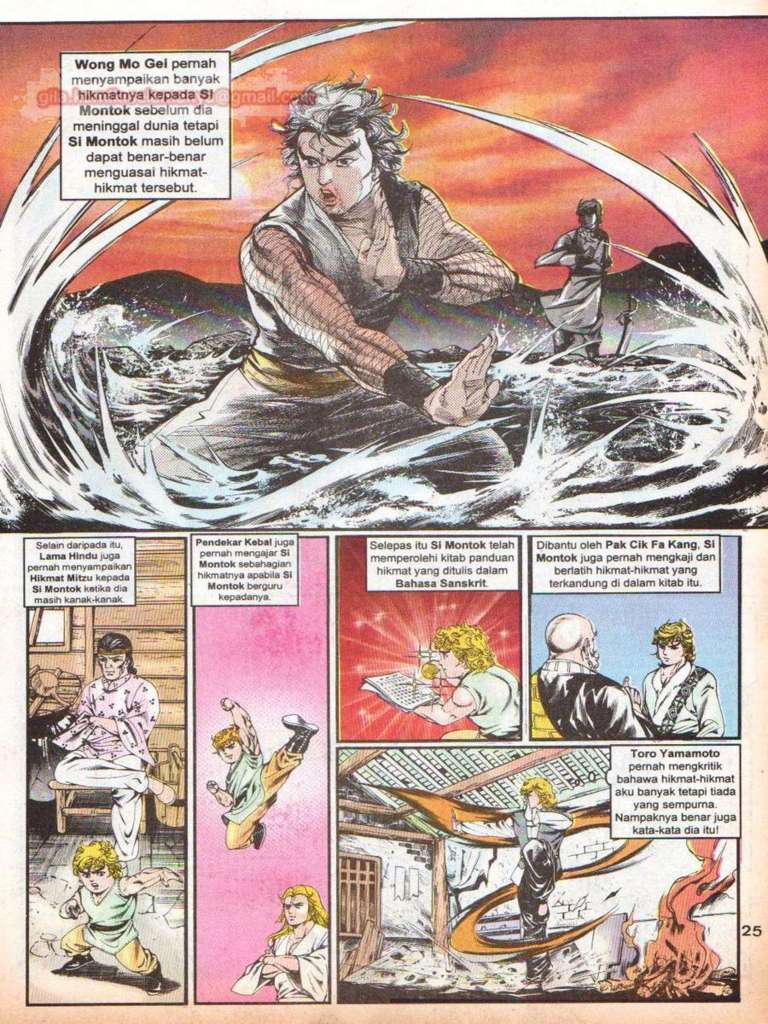 Wong Mo Gei pernah
menyampaikan banyak
hikmatnya kepada Si
Montok sebelum dia
meninggal dunia tetapi
Si Montok masih belum
dapat benar-benar
menguasai hikmat-
hikmat tersebut.
Selain daripada itu,
Lama Hindu juga
pernah menyampaikan
Hikmat Mitzu kepada
Si Montok ketika dia
masih kanak-kanak.
Pendekar Kebal juga
pernah mengajar Si
Montok sebahagian
hikmatnya apabila Si
Montok berguru
kepadanya.
Selepas itu Si Montok telah
memperolehi kitab panduan
hikmat yang ditulis dalam
Bahasa Sanskrit.
Dibantu oleh Pak Cik Fa Kang, Si
Montok juga pernah mengkaji dan
berlatih hikmat-hikmat yang
terkandung di dalam kitab itu.
Toro Yamamoto
pernah mengkritik
bahawa hikmat-hikmat
aku banyak tetapi tiada
yang sempurna.
Nampaknya benar juga
kata-kata dia itu!
25